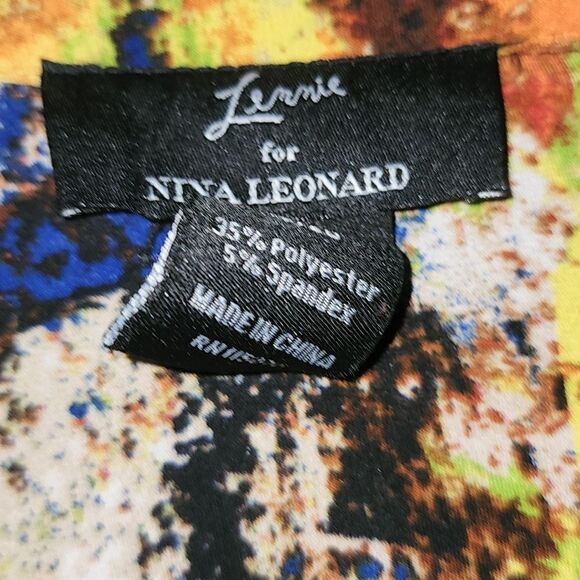 Lennie
for
NINA LEONARD
35% Polyester
5% Spandex
MADE IN CHINA